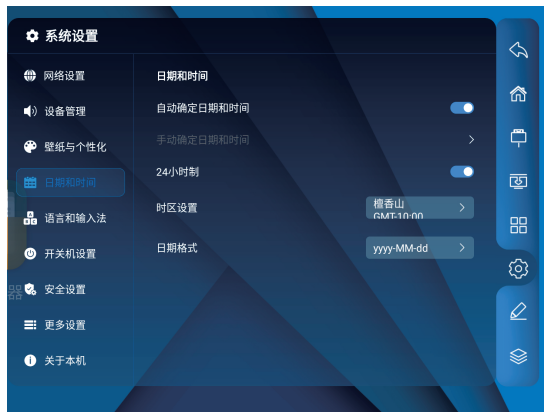 系统设置
网络设置
设备管理
壁纸与个性化
日期和时间
语言和输入法
开关机设置
安全设置
更多设置
关于本机
日期和时间
自动确定日期和时间
手动确定日期和时间
24小时制
时区设置
檀香山
GMT-10:00
日期格式
yyyy-MM-dd
器